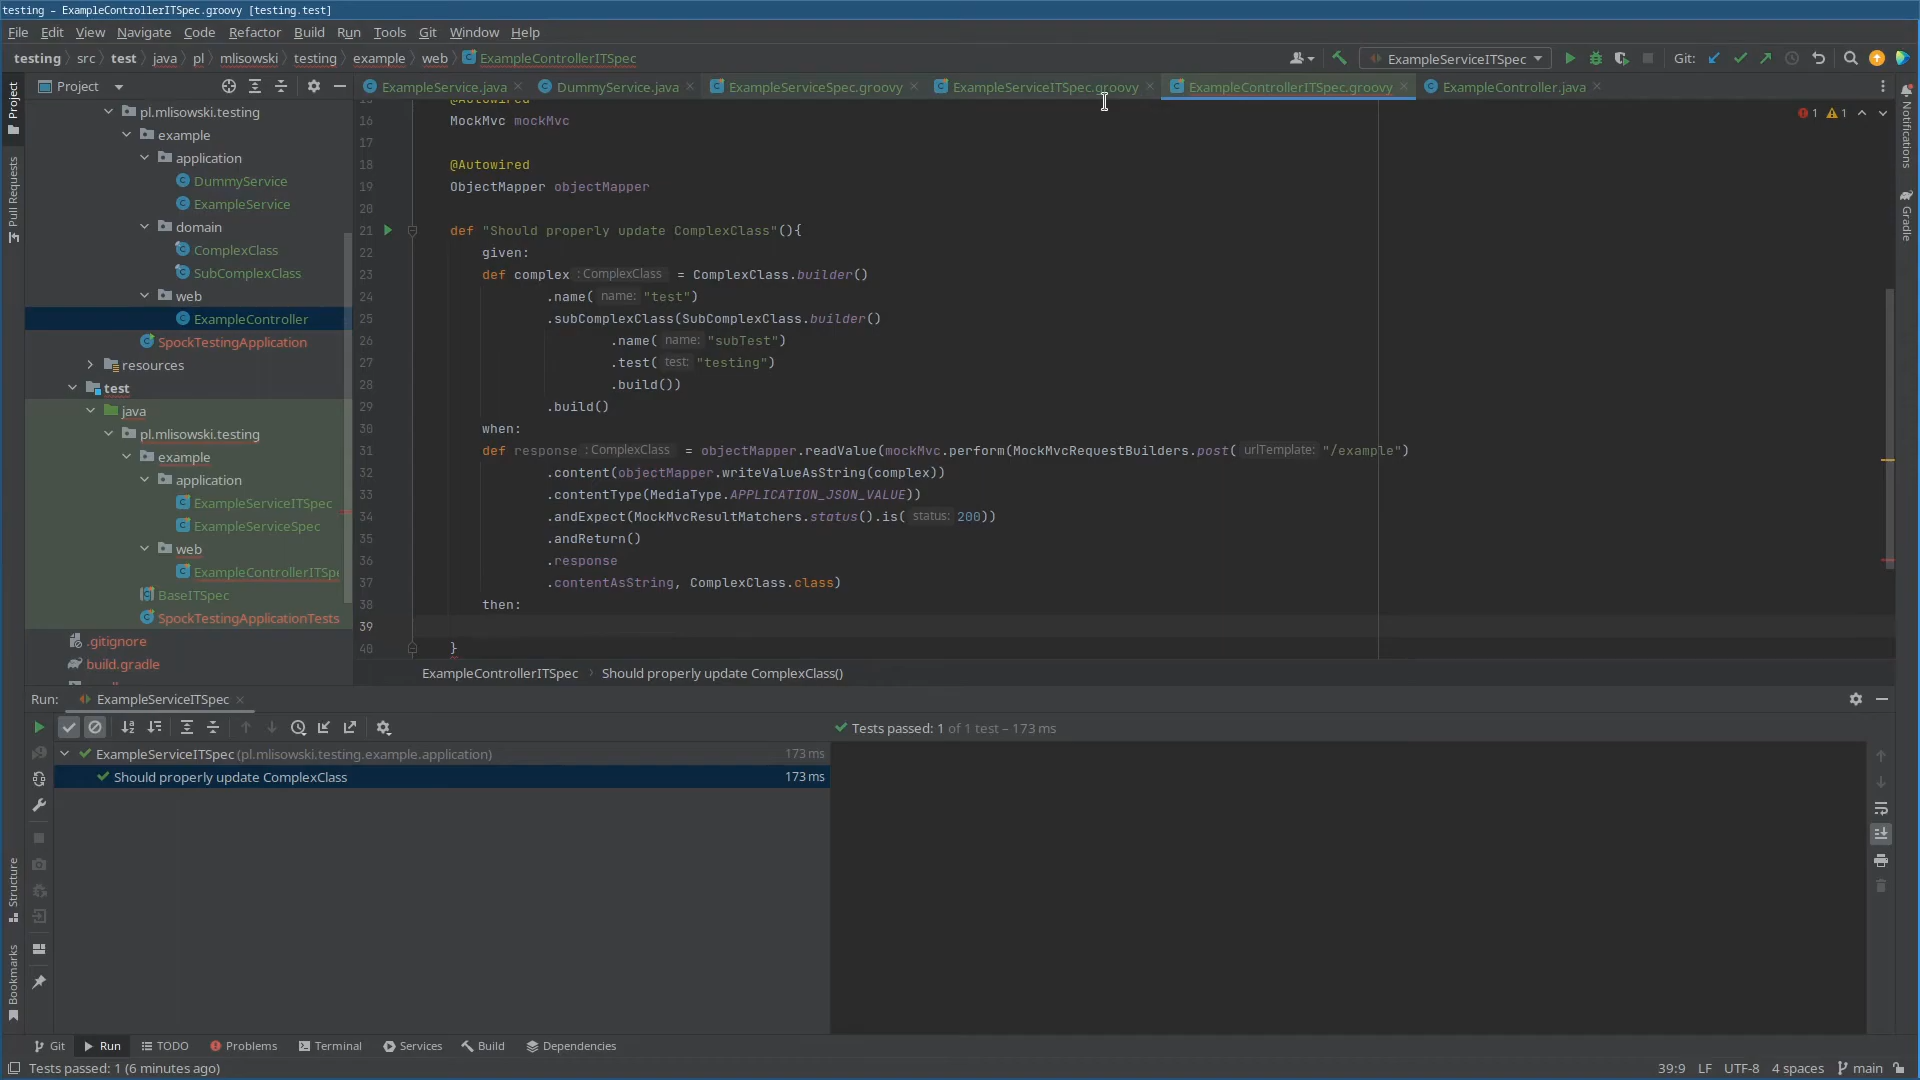 testing – ExampleControllerITSpec.groovy [testing.test]
File Edit View Navigate Code Refactor Build Run Tools Git Window Help
testing src test java pl mlisowski testing example web ExampleControllerITSpec
ExampleServiceITSpec Git:
Project
ExampleService.java DummyService.java ExampleServiceSpec.groovy ExampleServiceITSpec.groovy ExampleControllerITSpec.groovy ExampleController.java
Project
Pull Requests
Structure
Bookmarks
Notifications
Gradle
pl.mlisowski.testing
example
application
DummyService
ExampleService
domain
ComplexClass
SubComplexClass
web
ExampleController
SpockTestingApplication
resources
test
java
pl.mlisowski.testing
example
application
ExampleServiceITSpec
ExampleServiceSpec
web
ExampleControllerITSpe
BaseITSpec
SpockTestingApplicationTests
.gitignore
build.gradle
1 1
15 @Autowired
16 MockMvc mockMvc
17
18 @Autowired
19 ObjectMapper objectMapper
20
21 def "Should properly update ComplexClass"(){
22 given:
23 def complex : ComplexClass = ComplexClass.builder()
24 .name( name: "test")
25 .subComplexClass(SubComplexClass.builder()
26 .name( name: "subTest")
27 .test( test: "testing")
28 .build())
29 .build()
30 when:
31 def response : ComplexClass = objectMapper.readValue(mockMvc.perform(MockMvcRequestBuilders.post( urlTemplate: "/example")
32 .content(objectMapper.writeValueAsString(complex))
33 .contentType(MediaType.APPLICATION_JSON_VALUE))
34 .andExpect(MockMvcResultMatchers.status().is( status: 200))
35 .andReturn()
36 .response
37 .contentAsString, ComplexClass.class)
38 then:
39
40 }
ExampleControllerITSpec Should properly update ComplexClass()
Run: ExampleServiceITSpec
Tests passed: 1 of 1 test – 173 ms
ExampleServiceITSpec (pl.mlisowski.testing.example.application) 173 ms
Should properly update ComplexClass 173 ms
Git Run TODO Problems Terminal Services Build Dependencies
Tests passed: 1 (6 minutes ago) 39:9 LF UTF-8 4 spaces main